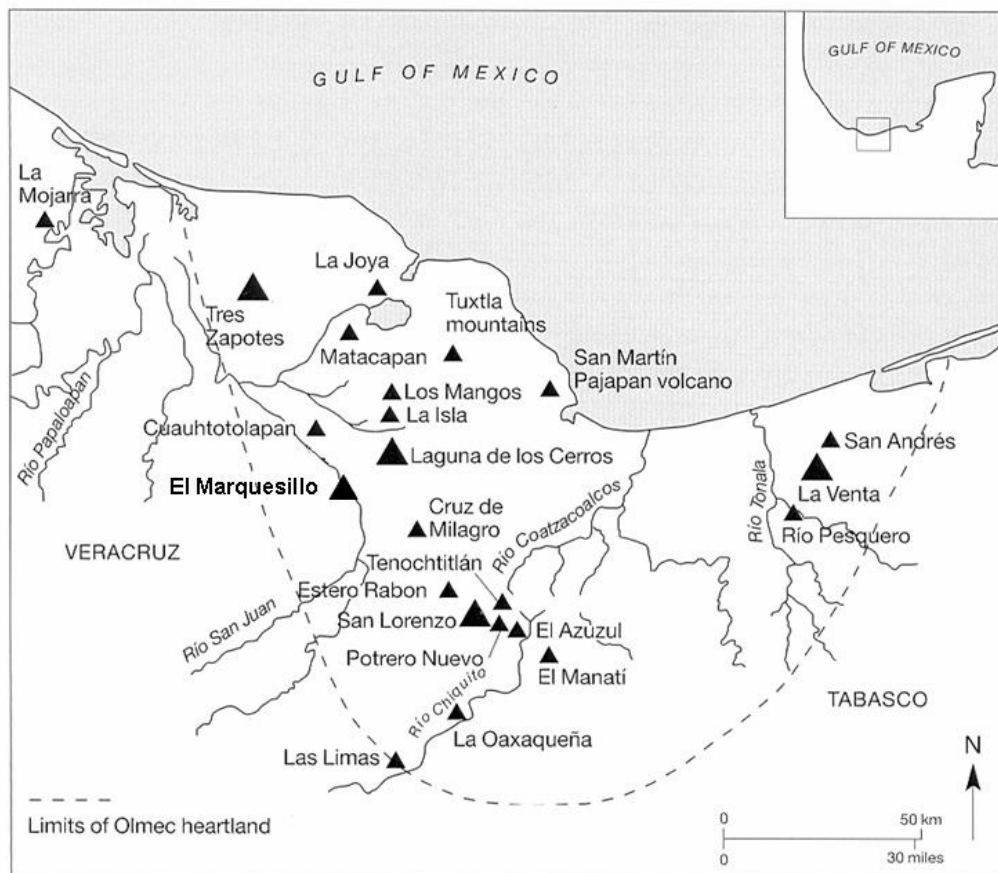 GULF OF MEXICO
GULF OF MEXICO
La
Mojarra
La Joya
Tuxtla
mountains
Tres
Zapotes
Matacapan
San Martín
Pajapan volcano
Los Mangos
La Isla
Río Papaloapan
Cuauhtotolapan
Laguna de los Cerros
San Andrés
La Venta
El Marquesillo
Cruz de
Milagro
Río Coatzacoalcos
Río Tonala
Río Pesquero
VERACRUZ
Tenochtitlán
Estero Rabon
San Lorenzo
El Azuzul
Río San Juan
Potrero Nuevo
El Manatí
Río Chiquito
TABASCO
La Oaxaqueña
Las Limas
N
Limits of Olmec heartland
0 50 km
0 30 miles